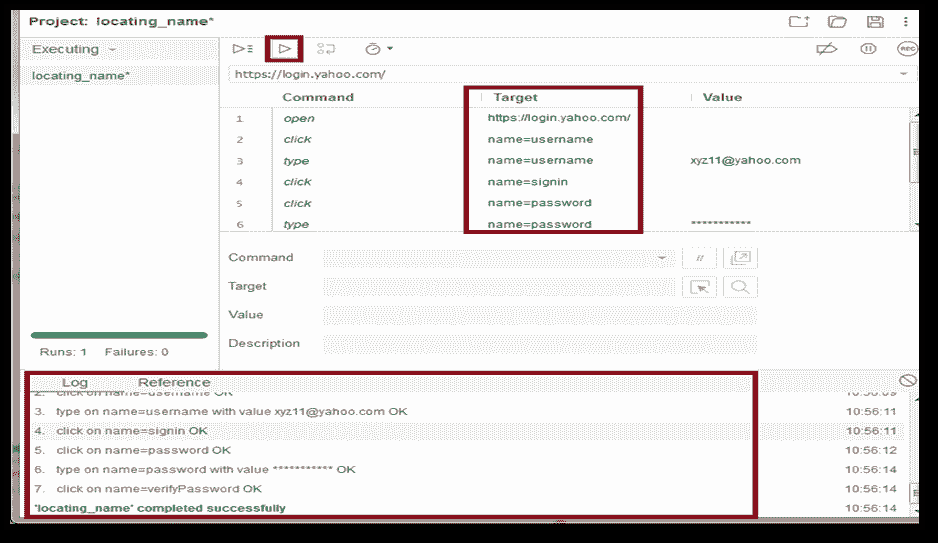 Project: locating_name*
Executing
locating_name*
https://login.yahoo.com/
Command Target Value
1 open https://login.yahoo.com/
2 click name=username
3 type name=username xyz11@yahoo.com
4 click name=signin
5 click name=password
6 type name=password ***********
Command //
Target
Value
Description
Runs: 1 Failures: 0
Log Reference
2. click on name=username OK 10:56:09
3. type on name=username with value xyz11@yahoo.com OK 10:56:11
4. click on name=signin OK 10:56:11
5. click on name=password OK 10:56:12
6. type on name=password with value *********** OK 10:56:14
7. click on name=verifyPassword OK 10:56:14
'locating_name' completed successfully 10:56:14